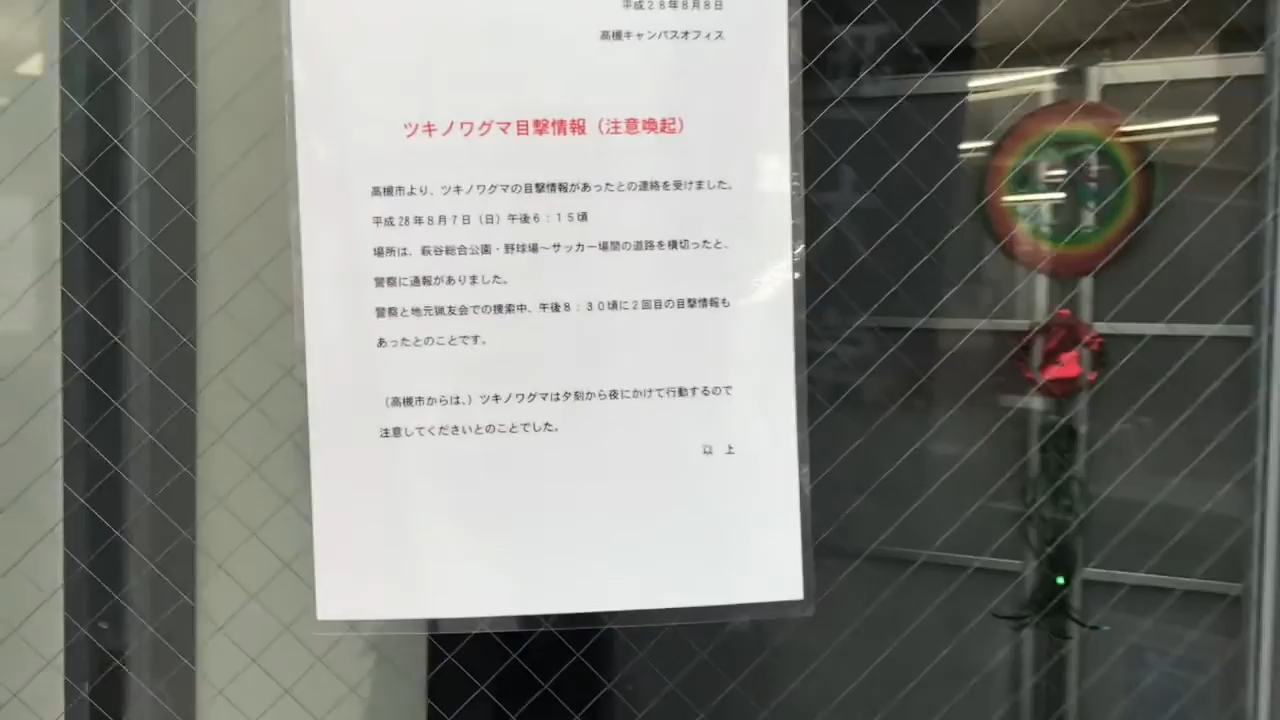 平成２８年８月８日
高槻キャンパスオフィス
ツキノワグマ目撃情報（注意喚起）
高槻市より、ツキノワグマの目撃情報があったとの連絡を受けました。
平成28年８月７日（日）午後６：１５頃
場所は、萩谷総合公園・野球場～サッカー場間の道路を横切ったと、
警察に通報がありました。
警察と地元猟友会での捜索中、午後８：３０頃に２回目の目撃情報も
あったとのことです。
（高槻市からは、）ツキノワグマは夕刻から夜にかけて行動するので
注意してくださいとのことでした。
以　上